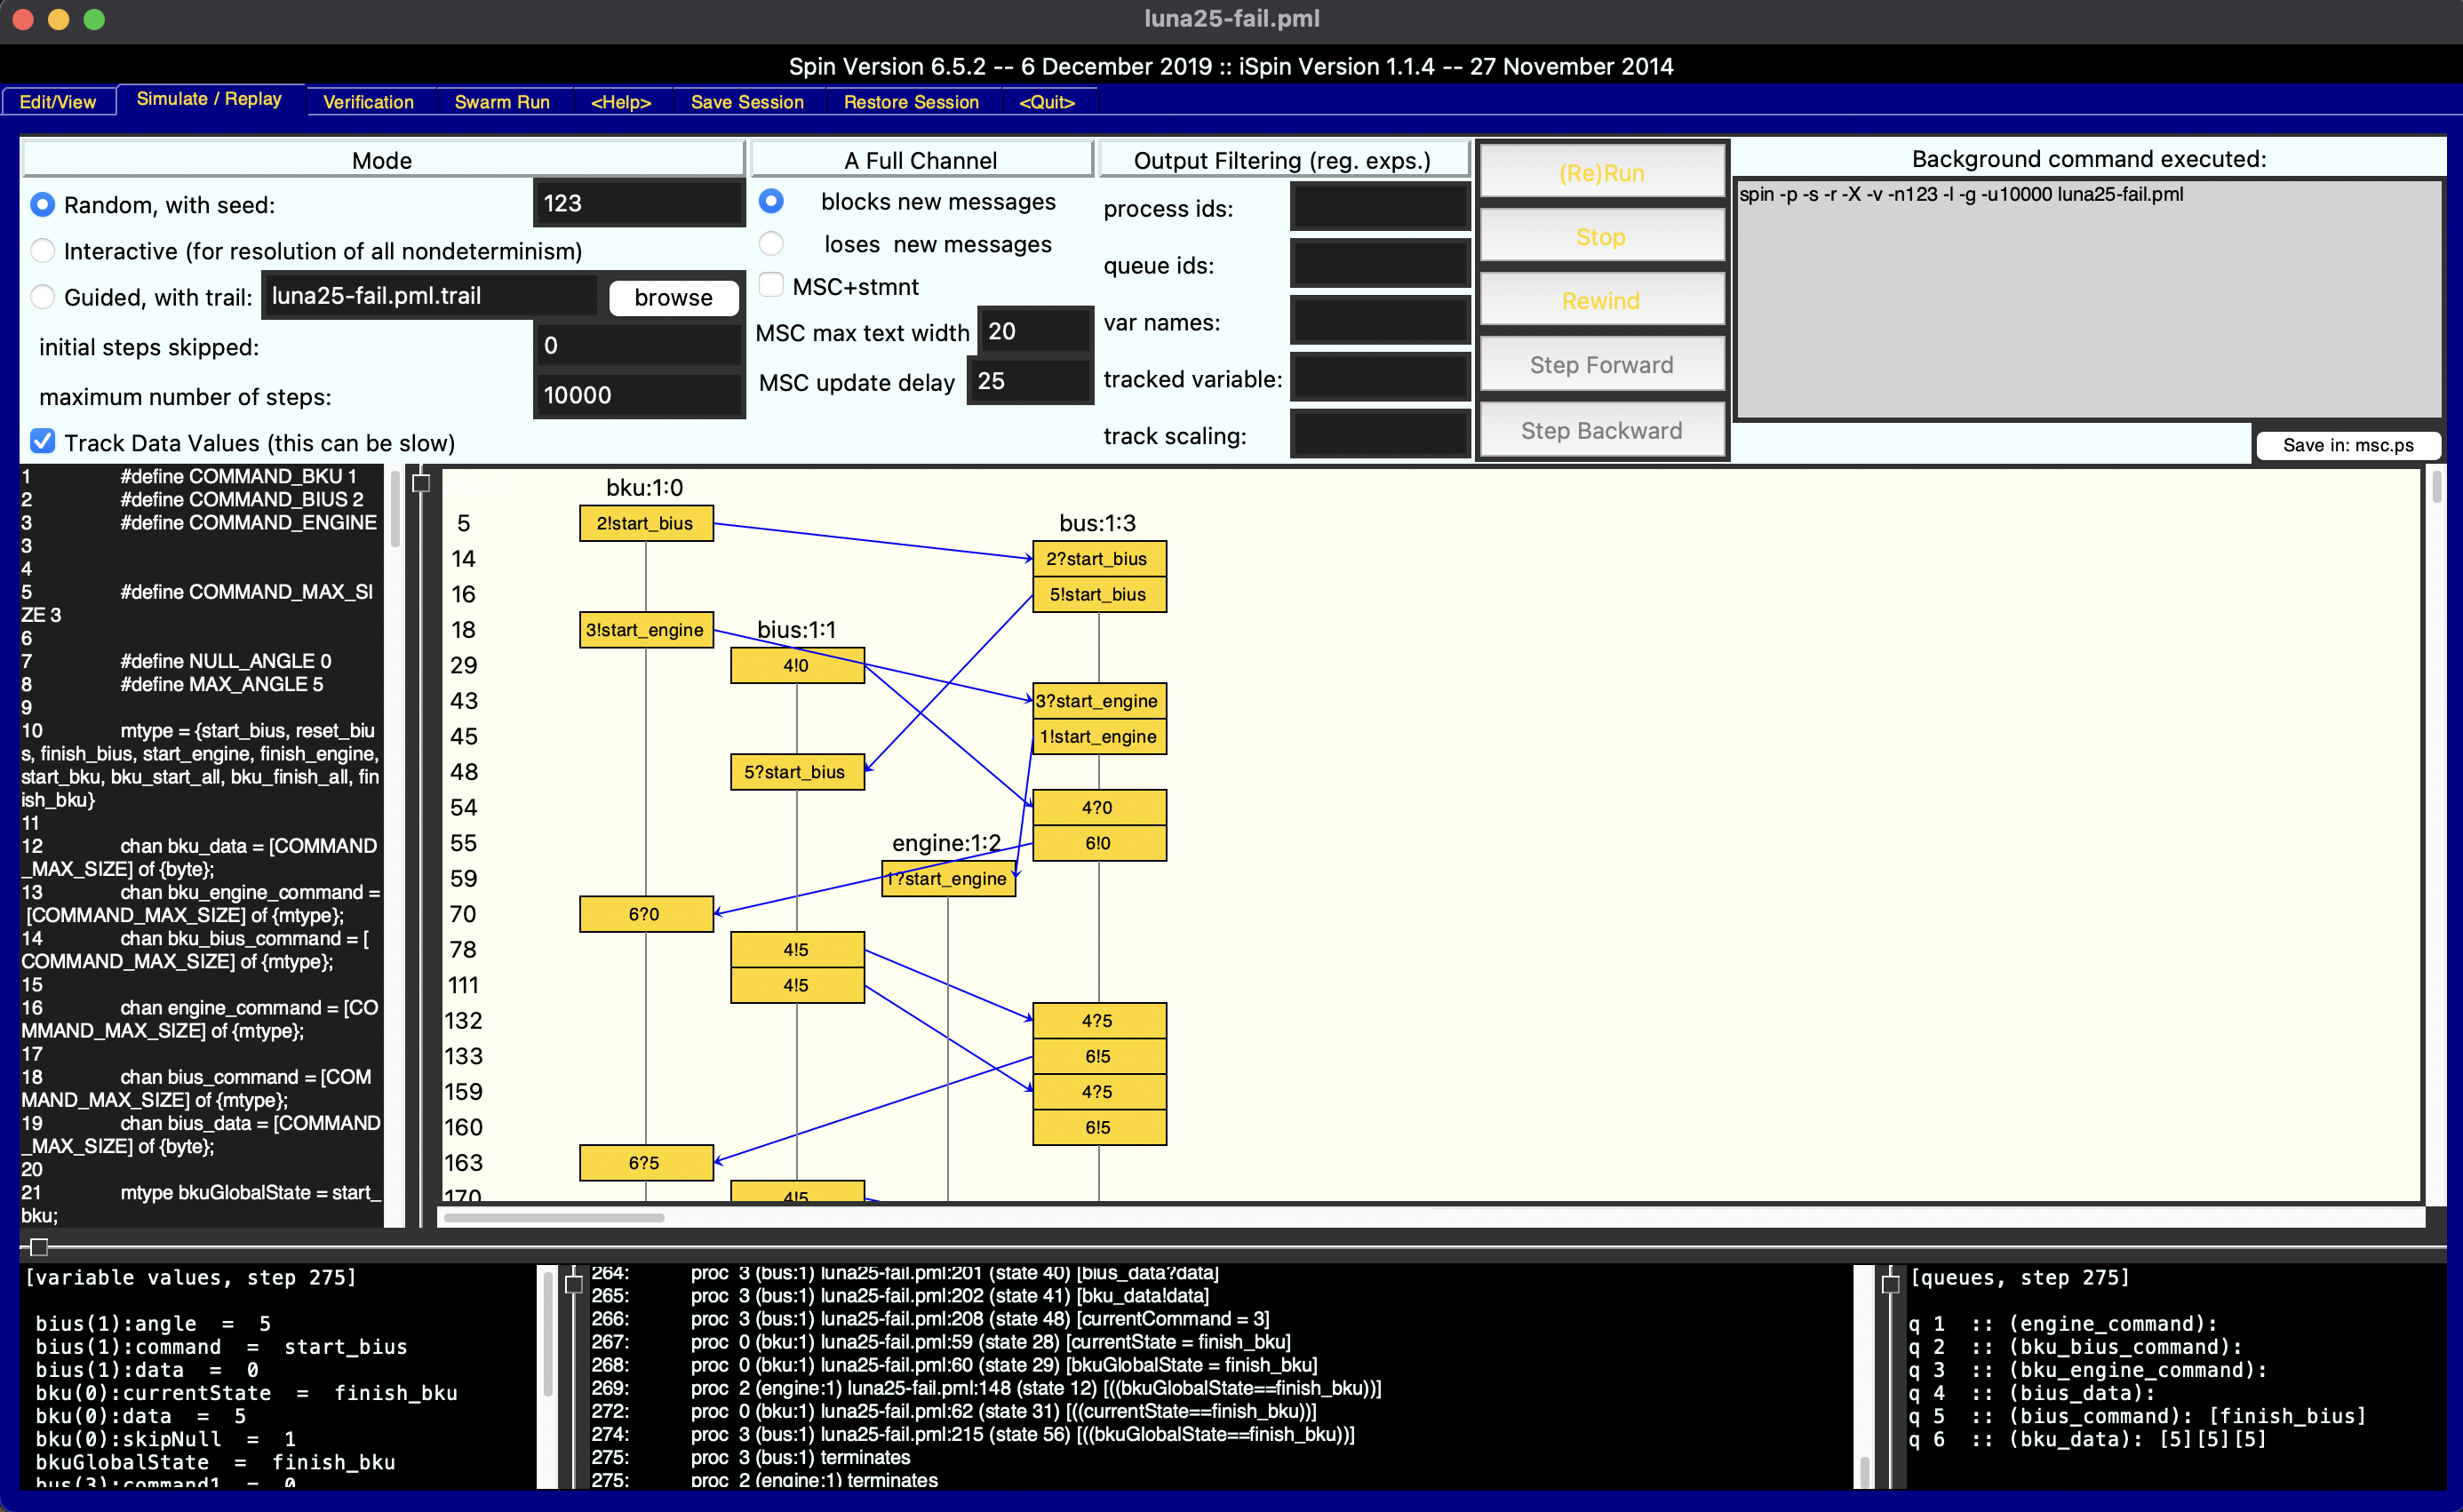 luna25-fail.pml
Spin Version 6.5.2 -- 6 December 2019 :: iSpin Version 1.1.4 -- 27 November 2014
Edit/View Simulate / Replay Verification Swarm Run <Help> Save Session Restore Session <Quit>
Mode
Random, with seed: 123
Interactive (for resolution of all nondeterminism)
Guided, with trail: luna25-fail.pml.trail browse
initial steps skipped: 0
maximum number of steps: 10000
Track Data Values (this can be slow)
A Full Channel
blocks new messages
loses new messages
MSC+stmnt
MSC max text width 20
MSC update delay 25
Output Filtering (reg. exps.)
process ids:
queue ids:
var names:
tracked variable:
track scaling:
(Re)Run
Stop
Rewind
Step Forward
Step Backward
Background command executed:
spin -p -s -r -X -v -n123 -l -g -u10000 luna25-fail.pml
Save in: msc.ps
1 #define COMMAND_BKU 1
2 #define COMMAND_BIUS 2
3 #define COMMAND_ENGINE
3
4
5 #define COMMAND_MAX_SI
ZE 3
6
7 #define NULL_ANGLE 0
8 #define MAX_ANGLE 5
9
10 mtype = {start_bius, reset_biu
s, finish_bius, start_engine, finish_engine,
start_bku, bku_start_all, bku_finish_all, fin
ish_bku}
11
12 chan bku_data = [COMMAND
_MAX_SIZE] of {byte};
13 chan bku_engine_command =
[COMMAND_MAX_SIZE] of {mtype};
14 chan bku_bius_command = [
COMMAND_MAX_SIZE] of {mtype};
15
16 chan engine_command = [CO
MMAND_MAX_SIZE] of {mtype};
17
18 chan bius_command = [COM
MAND_MAX_SIZE] of {mtype};
19 chan bius_data = [COMMAND
_MAX_SIZE] of {byte};
20
21 mtype bkuGlobalState = start_
bku;
bku:1:0
5 2!start_bius bus:1:3
14 2?start_bius
16 5!start_bius
18 3!start_engine bius:1:1
29 4!0
43 3?start_engine
45 1!start_engine
48 5?start_bius
54 4?0
55 engine:1:2 6!0
59 1?start_engine
70 6?0
78 4!5
111 4!5
132 4?5
133 6!5
159 4?5
160 6!5
163 6?5
170 4!5
[variable values, step 275]
bius(1):angle = 5
bius(1):command = start_bius
bius(1):data = 0
bku(0):currentState = finish_bku
bku(0):data = 5
bku(0):skipNull = 1
bkuGlobalState = finish_bku
bus(3):command1 = 0
264: proc 3 (bus:1) luna25-fail.pml:201 (state 40) [bius_data?data]
265: proc 3 (bus:1) luna25-fail.pml:202 (state 41) [bku_data!data]
266: proc 3 (bus:1) luna25-fail.pml:208 (state 48) [currentCommand = 3]
267: proc 0 (bku:1) luna25-fail.pml:59 (state 28) [currentState = finish_bku]
268: proc 0 (bku:1) luna25-fail.pml:60 (state 29) [bkuGlobalState = finish_bku]
269: proc 2 (engine:1) luna25-fail.pml:148 (state 12) [((bkuGlobalState==finish_bku))]
272: proc 0 (bku:1) luna25-fail.pml:62 (state 31) [((currentState==finish_bku))]
274: proc 3 (bus:1) luna25-fail.pml:215 (state 56) [((bkuGlobalState==finish_bku))]
275: proc 3 (bus:1) terminates
275: proc 2 (engine:1) terminates
[queues, step 275]
q 1 :: (engine_command):
q 2 :: (bku_bius_command):
q 3 :: (bku_engine_command):
q 4 :: (bius_data):
q 5 :: (bius_command): [finish_bius]
q 6 :: (bku_data): [5][5][5]